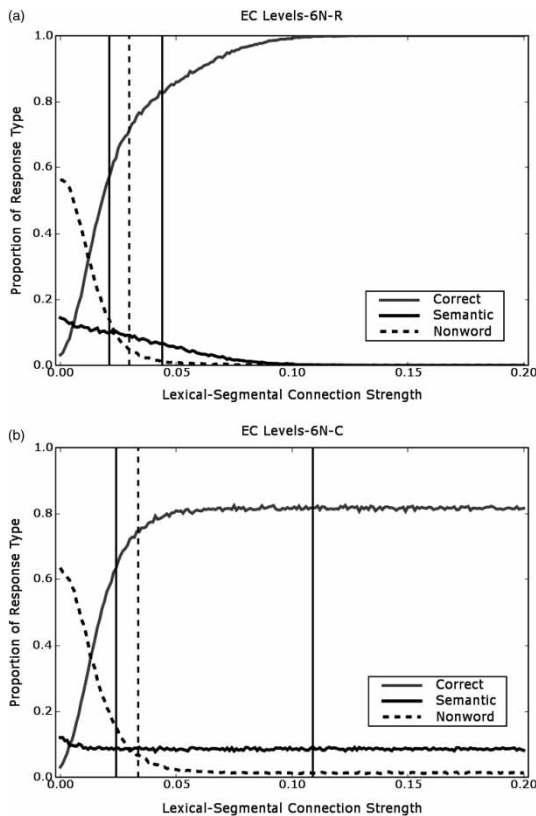 (a)
EC Levels-6N-R
Proportion of Response Type
1.0
0.8
0.6
0.4
0.2
0.0
Correct
Semantic
Nonword
0.00 0.05 0.10 0.15 0.20
Lexical-Segmental Connection Strength
(b)
EC Levels-6N-C
Proportion of Response Type
1.0
0.8
0.6
0.4
0.2
0.0
Correct
Semantic
Nonword
0.00 0.05 0.10 0.15 0.20
Lexical-Segmental Connection Strength